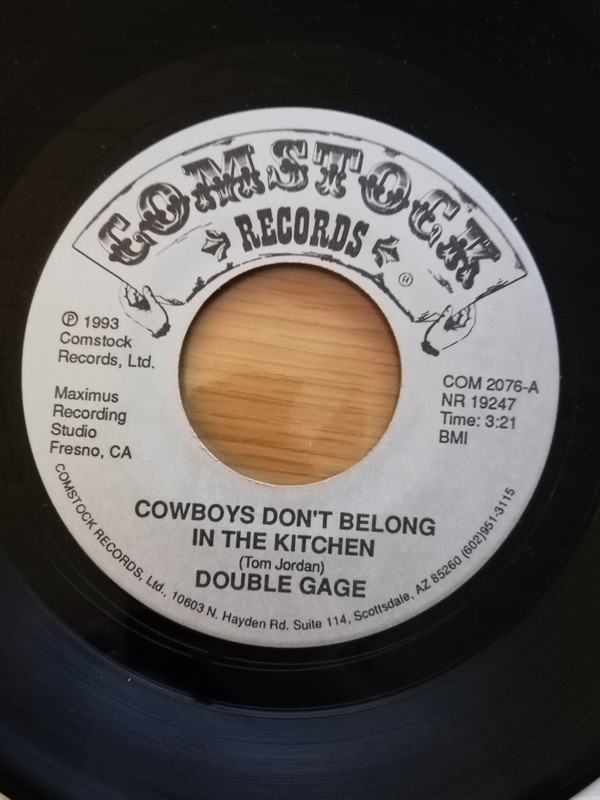 COMSTOCK
RECORDS
®
℗ 1993
Comstock
Records, Ltd.
Maximus
Recording
Studio
Fresno, CA
COM 2076-A
NR 19247
Time: 3:21
BMI
COWBOYS DON'T BELONG
IN THE KITCHEN
(Tom Jordan)
DOUBLE GAGE
COMSTOCK RECORDS, Ltd., 10603 N. Hayden Rd. Suite 114, Scottsdale, AZ 85260 (602)951-3115